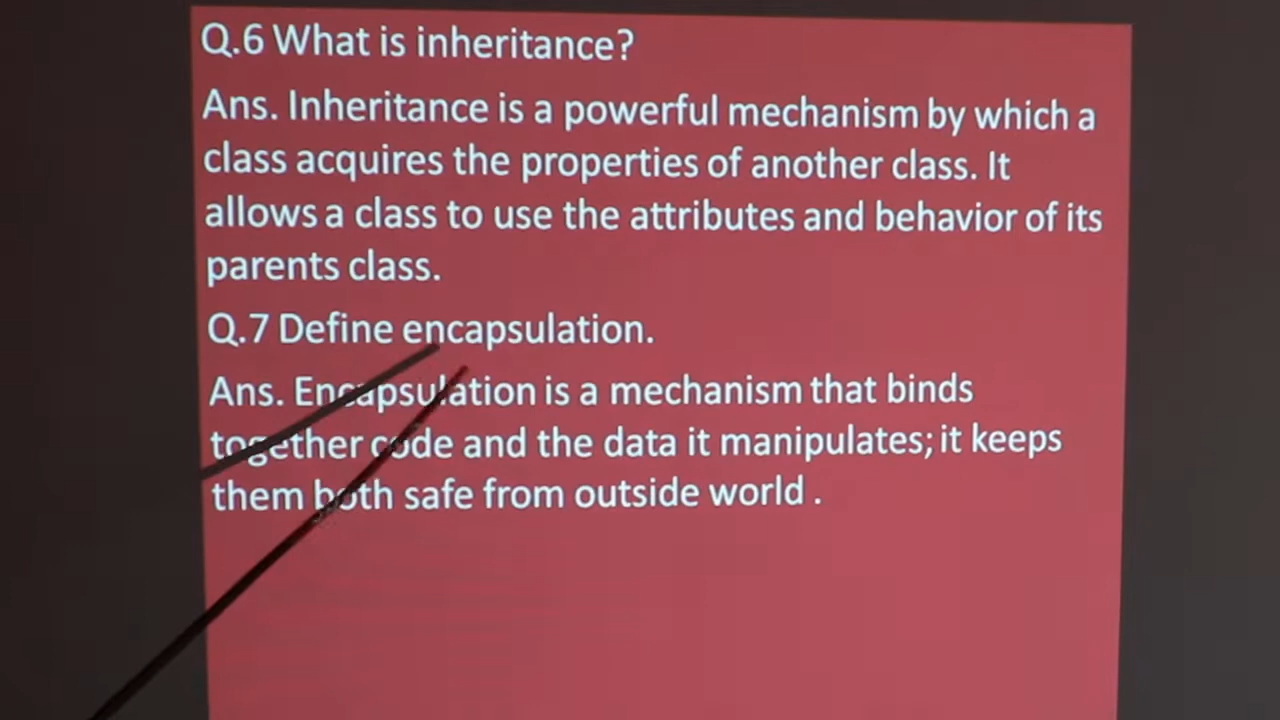 Q.6 What is inheritance?
Ans. Inheritance is a powerful mechanism by which a
class acquires the properties of another class. It
allows a class to use the attributes and behavior of its
parents class.
Q.7 Define encapsulation.
Ans. Encapsulation is a mechanism that binds
together code and the data it manipulates; it keeps
them both safe from outside world .